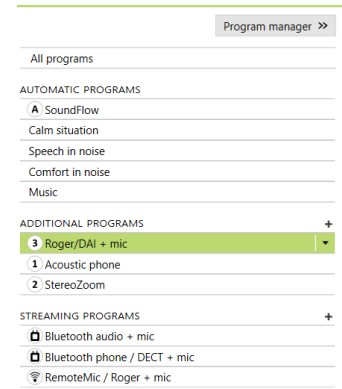 Program manager »
All programs
AUTOMATIC PROGRAMS
A SoundFlow
Calm situation
Speech in noise
Comfort in noise
Music
ADDITIONAL PROGRAMS +
3 Roger/DAI + mic
1 Acoustic phone
2 StereoZoom
STREAMING PROGRAMS +
Bluetooth audio + mic
Bluetooth phone / DECT + mic
RemoteMic / Roger + mic